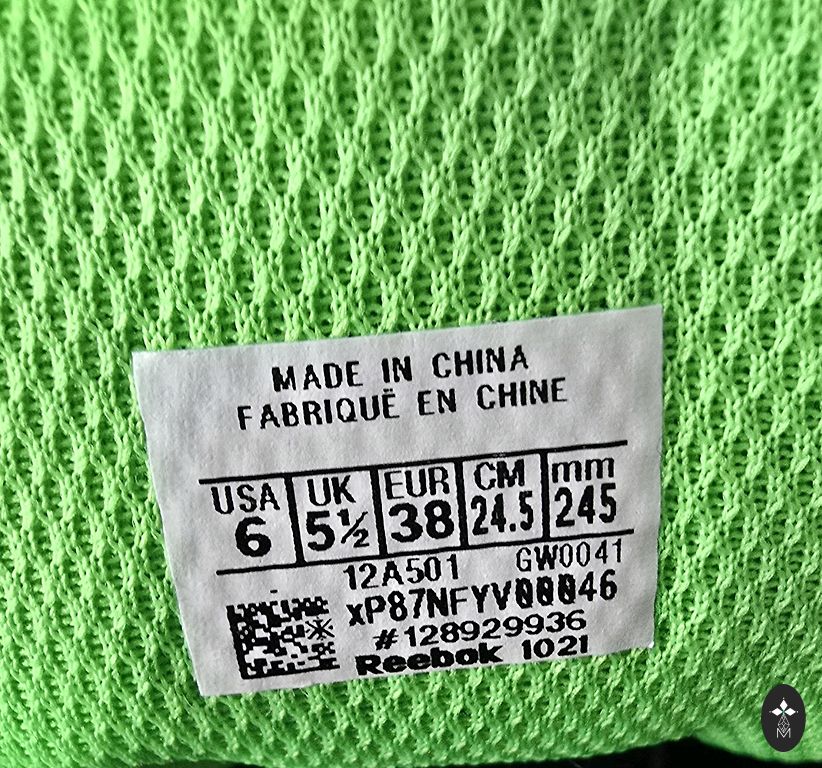 MADE IN CHINA
FABRIQUË EN CHINE
USA UK EUR CM mm
6 5½ 38 24.5 245
12A501 GW0041
xP87NFYV00046
#128929936
Reebok 1021
M